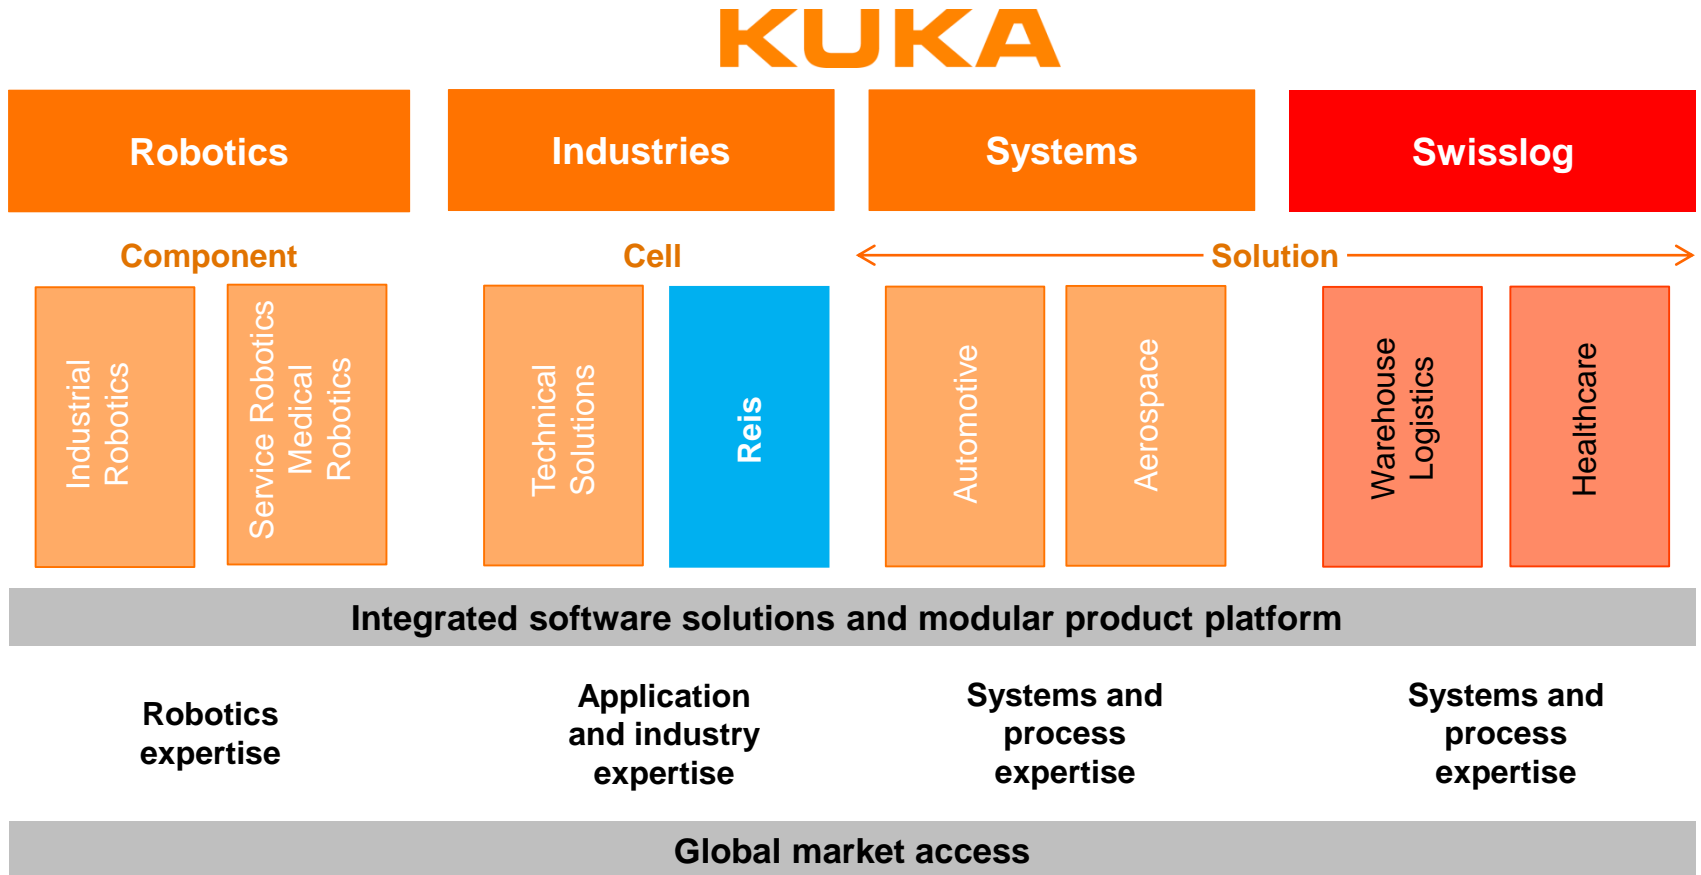 KUKA
Robotics
Industries
Systems
Swisslog
Component
Cell
Solution
Industrial
Robotics
Service Robotics
Medical
Robotics
Technical
Solutions
Reis
Automotive
Aerospace
Warehouse
Logistics
Healthcare
Integrated software solutions and modular product platform
Robotics
expertise
Application
and industry
expertise
Systems and
process
expertise
Systems and
process
expertise
Global market access